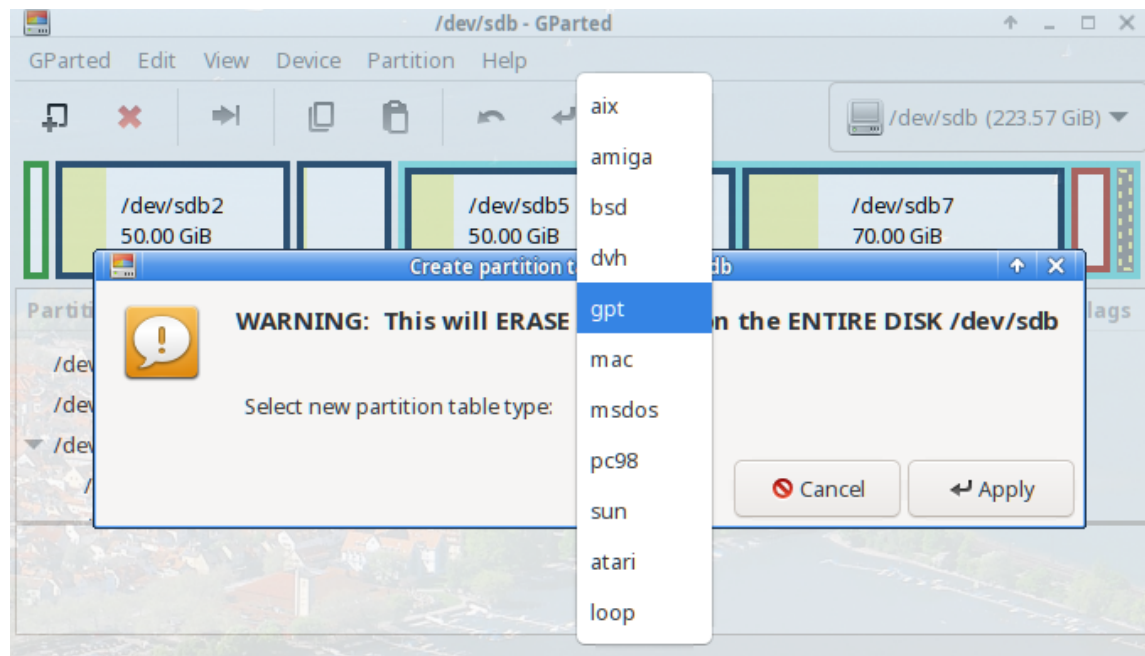 /dev/sdb - GParted
GParted Edit View Device Partition Help
/dev/sdb (223.57 GiB)
/dev/sdb2
50.00 GiB
/dev/sdb5
50.00 GiB
/dev/sdb7
70.00 GiB
Create partition t
db
Partiti
lags
/dev
/dev
/dev
/
WARNING: This will ERASE
n the ENTIRE DISK /dev/sdb
Select new partition table type:
Cancel
Apply
aix
amiga
bsd
dvh
gpt
mac
msdos
pc98
sun
atari
loop